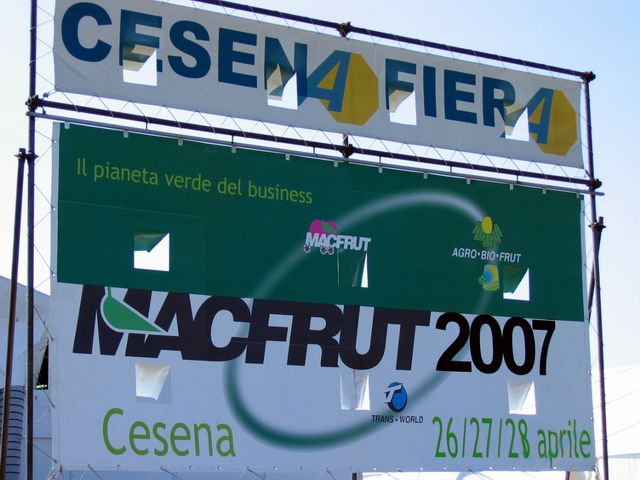 CESENA FIERA
Il pianeta verde del business
MACFRUT
AGRO•BIO•FRUT
MACFRUT 2007
TRANS•WORLD
Cesena
26/27/28 aprile